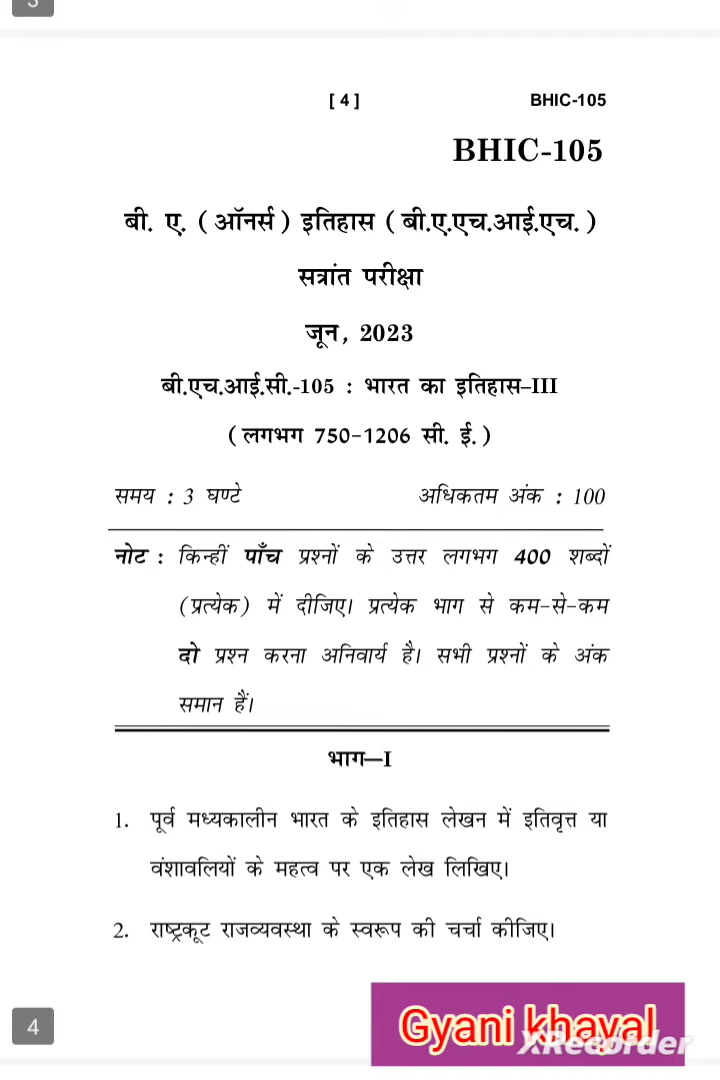 [ 4 ] BHIC-105
BHIC-105
बी. ए. ( ऑनर्स ) इतिहास ( बी.ए.एच.आई.एच. )
सत्रांत परीक्षा
जून, 2023
बी.एच.आई.सी.-105 : भारत का इतिहास–III
( लगभग 750-1206 सी. ई. )
समय : 3 घण्टे अधिकतम अंक : 100
नोट : किन्हीं पाँच प्रश्नों के उत्तर लगभग 400 शब्दों
(प्रत्येक) में दीजिए। प्रत्येक भाग से कम-से-कम
दो प्रश्न करना अनिवार्य है। सभी प्रश्नों के अंक
समान हैं।
भाग—I
1. पूर्व मध्यकालीन भारत के इतिहास लेखन में इतिवृत्त या
वंशावलियों के महत्व पर एक लेख लिखिए।
2. राष्ट्रकूट राजव्यवस्था के स्वरूप की चर्चा कीजिए।
4
Gyani khayal
XRecorder